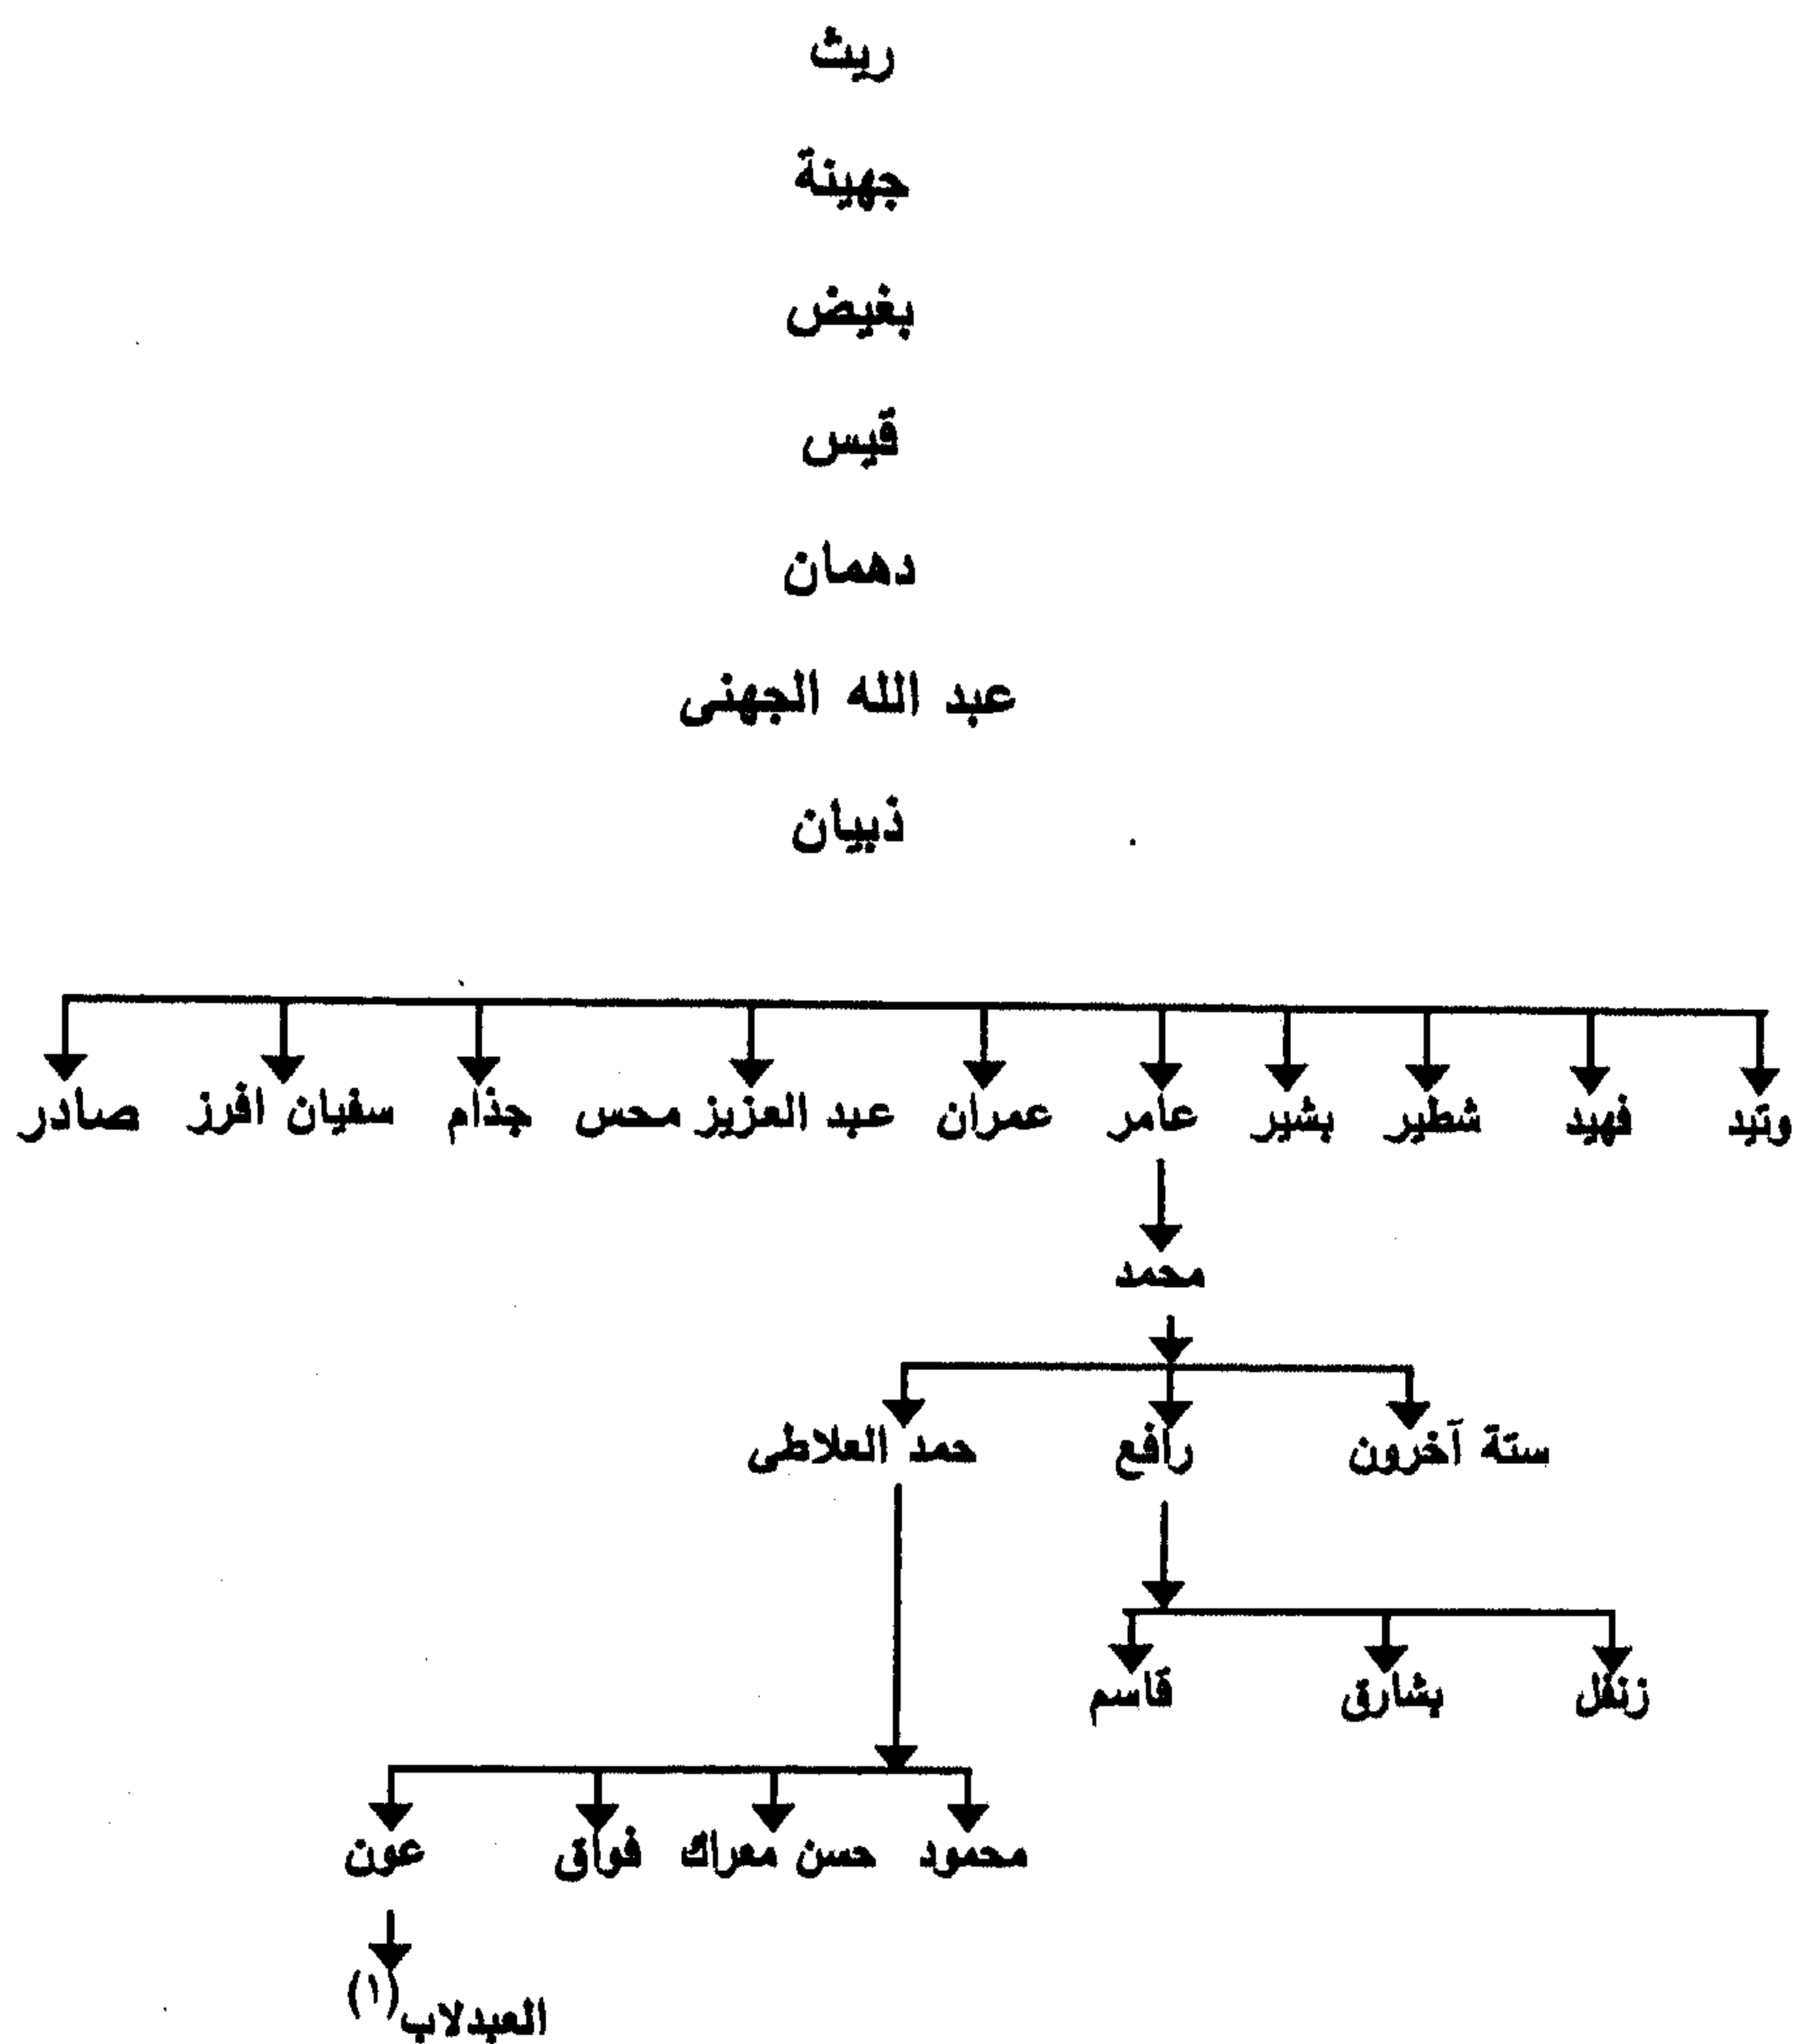 ريث
جهينة
بغيض
قيس
دهمان
عبد الله الجهنى
ذبيان
وتيد فهيد شطير بشير عامر عمران عبد العزيز محس جذام سفيان افرز صادر
محمد
ستة آخرون رافع حمد العلاطى
زنفل بشارق قاسم
محمود حسن معراك فراق عون
العبدلاب(١)